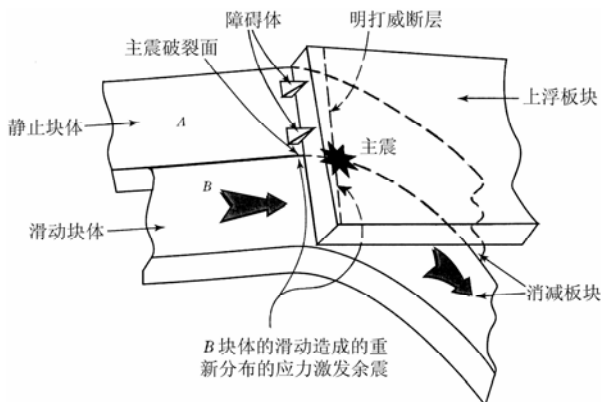 障碍体
明打威断层
主震破裂面
上浮板块
静止块体
A
主震
B
滑动块体
消减板块
B块体的滑动造成的重
新分布的应力激发余震